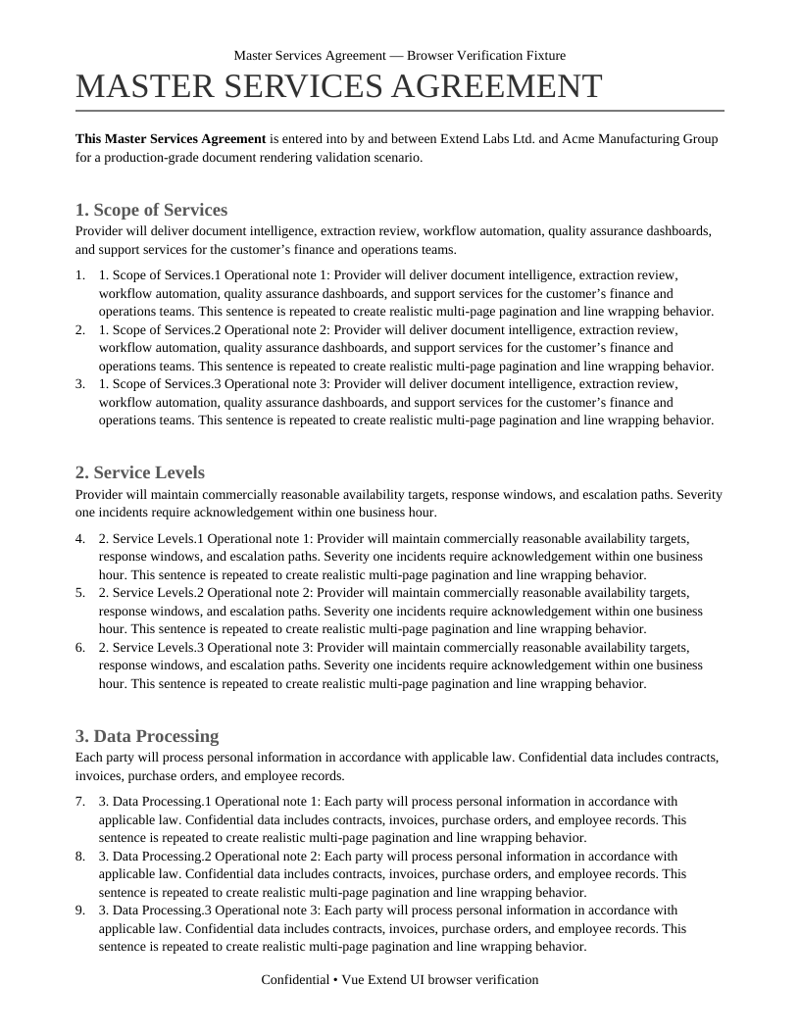 Master Services Agreement — Browser Verification Fixture
MASTER SERVICES AGREEMENT
This Master Services Agreement is entered into by and between Extend Labs Ltd. and Acme Manufacturing Group
for a production-grade document rendering validation scenario.
1. Scope of Services
Provider will deliver document intelligence, extraction review, workflow automation, quality assurance dashboards,
and support services for the customer’s finance and operations teams.
1. 1. Scope of Services.1 Operational note 1: Provider will deliver document intelligence, extraction review,
workflow automation, quality assurance dashboards, and support services for the customer’s finance and
operations teams. This sentence is repeated to create realistic multi-page pagination and line wrapping behavior.
2. 1. Scope of Services.2 Operational note 2: Provider will deliver document intelligence, extraction review,
workflow automation, quality assurance dashboards, and support services for the customer’s finance and
operations teams. This sentence is repeated to create realistic multi-page pagination and line wrapping behavior.
3. 1. Scope of Services.3 Operational note 3: Provider will deliver document intelligence, extraction review,
workflow automation, quality assurance dashboards, and support services for the customer’s finance and
operations teams. This sentence is repeated to create realistic multi-page pagination and line wrapping behavior.
2. Service Levels
Provider will maintain commercially reasonable availability targets, response windows, and escalation paths. Severity
one incidents require acknowledgement within one business hour.
4. 2. Service Levels.1 Operational note 1: Provider will maintain commercially reasonable availability targets,
response windows, and escalation paths. Severity one incidents require acknowledgement within one business
hour. This sentence is repeated to create realistic multi-page pagination and line wrapping behavior.
5. 2. Service Levels.2 Operational note 2: Provider will maintain commercially reasonable availability targets,
response windows, and escalation paths. Severity one incidents require acknowledgement within one business
hour. This sentence is repeated to create realistic multi-page pagination and line wrapping behavior.
6. 2. Service Levels.3 Operational note 3: Provider will maintain commercially reasonable availability targets,
response windows, and escalation paths. Severity one incidents require acknowledgement within one business
hour. This sentence is repeated to create realistic multi-page pagination and line wrapping behavior.
3. Data Processing
Each party will process personal information in accordance with applicable law. Confidential data includes contracts,
invoices, purchase orders, and employee records.
7. 3. Data Processing.1 Operational note 1: Each party will process personal information in accordance with
applicable law. Confidential data includes contracts, invoices, purchase orders, and employee records. This
sentence is repeated to create realistic multi-page pagination and line wrapping behavior.
8. 3. Data Processing.2 Operational note 2: Each party will process personal information in accordance with
applicable law. Confidential data includes contracts, invoices, purchase orders, and employee records. This
sentence is repeated to create realistic multi-page pagination and line wrapping behavior.
9. 3. Data Processing.3 Operational note 3: Each party will process personal information in accordance with
applicable law. Confidential data includes contracts, invoices, purchase orders, and employee records. This
sentence is repeated to create realistic multi-page pagination and line wrapping behavior.
Confidential • Vue Extend UI browser verification